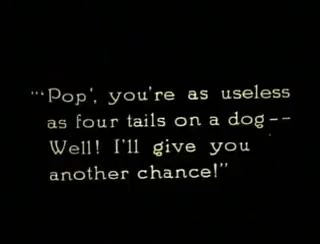 "'Pop', you're as useless
as four tails on a dog--
Well! I'll give you
another chance!"